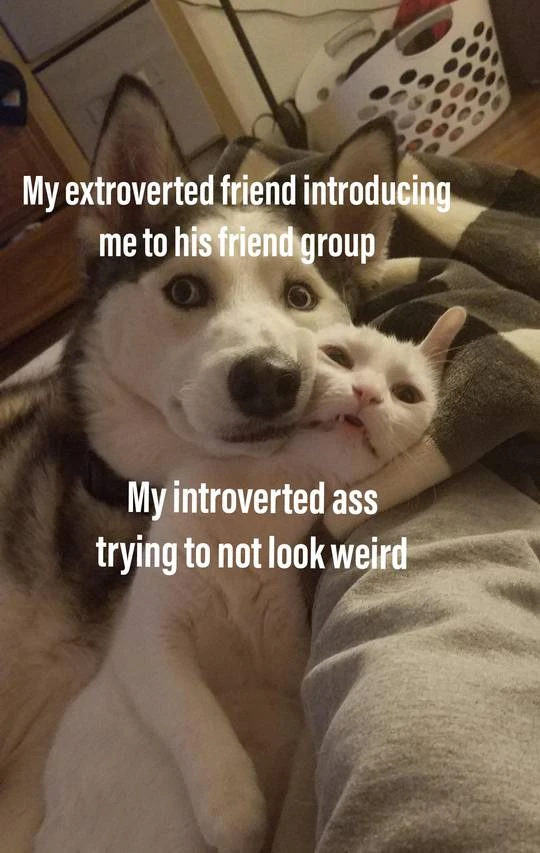 My extroverted friend introducing
me to his friend group
My introverted ass
trying to not look weird